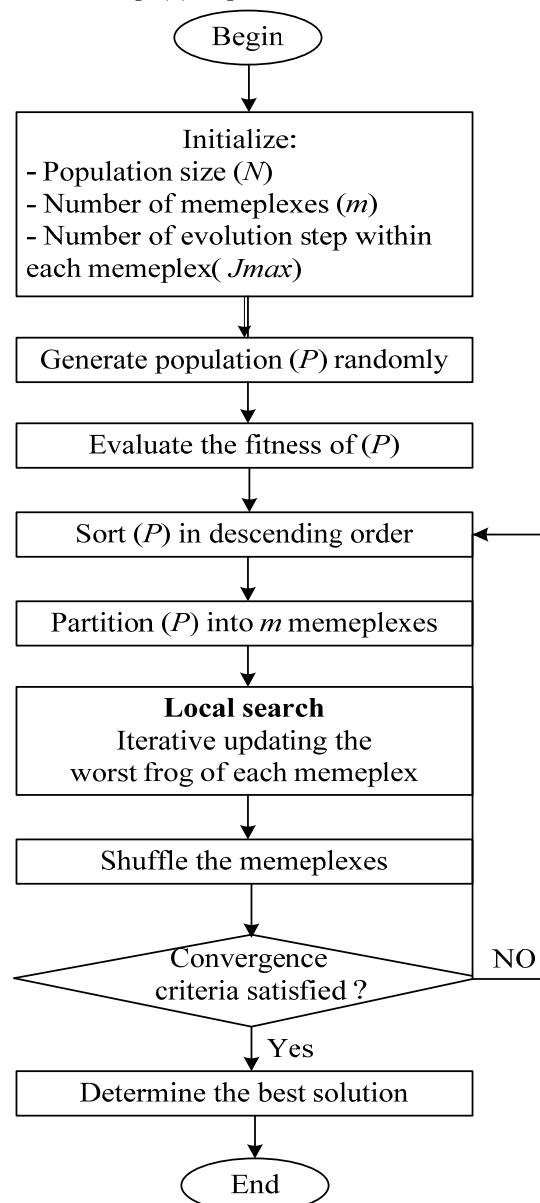 Begin
Initialize:
- Population size (N)
- Number of memeplexes (m)
- Number of evolution step within
each memeplex( Jmax)
Generate population (P) randomly
Evaluate the fitness of (P)
Sort (P) in descending order
Partition (P) into m memeplexes
Local search
Iterative updating the
worst frog of each memeplex
Shuffle the memeplexes
Convergence
criteria satisfied ?
NO
Yes
Determine the best solution
End